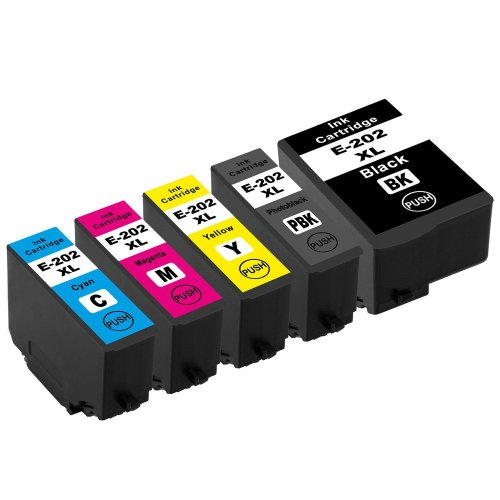 Ink
Cartridge
E-202
XL
Cyan
C
PUSH
Ink
Cartridge
E-202
XL
Magenta
M
PUSH
Ink
Cartridge
E-202
XL
Yellow
Y
PUSH
Ink
Cartridge
E-202
XL
Photoblack
PBK
PUSH
Ink
Cartridge
E-202
XL
Black
BK
PUSH